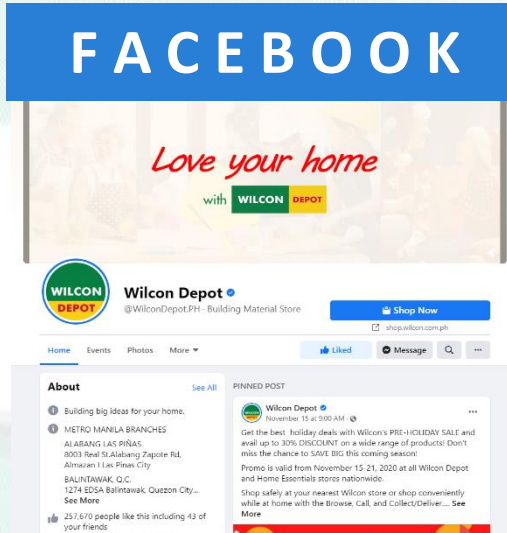 FACEBOOK
Love your home
with WILCON DEPOT
WILCON
DEPOT
Wilcon Depot
@WilconDepot.PH · Building Material Store
Shop Now
shop.wilcon.com.ph
Home Events Photos More
Liked Message
About See All
Building big ideas for your home.
METRO MANILA BRANCHES
ALABANG LAS PIÑAS
8003 Real St.Alabang Zapote Rd,
Almazan I Las Pinas City
BALINTAWAK, Q.C.
1274 EDSA Balintawak, Quezon City...
See More
257,670 people like this including 43 of
your friends
PINNED POST
Wilcon Depot
November 15 at 9:00 AM ·
Get the best holiday deals with Wilcon's PRE-HOLIDAY SALE and
avail up to 30% DISCOUNT on a wide range of products! Don't
miss the chance to SAVE BIG this coming season!
Promo is valid from November 15-21, 2020 at all Wilcon Depot
and Home Essentials stores nationwide.
Shop safely at your nearest Wilcon store or shop conveniently
while at home with the Browse, Call, and Collect/Deliver.... See
More